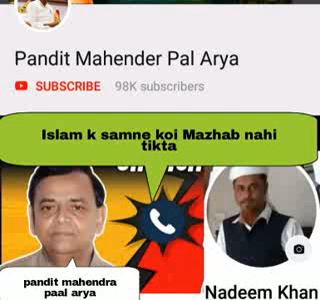 Pandit Mahender Pal Arya
SUBSCRIBE 98K subscribers
Islam k samne koi Mazhab nahi
tikta
pandit mahendra
paal arya
Nadeem Khan